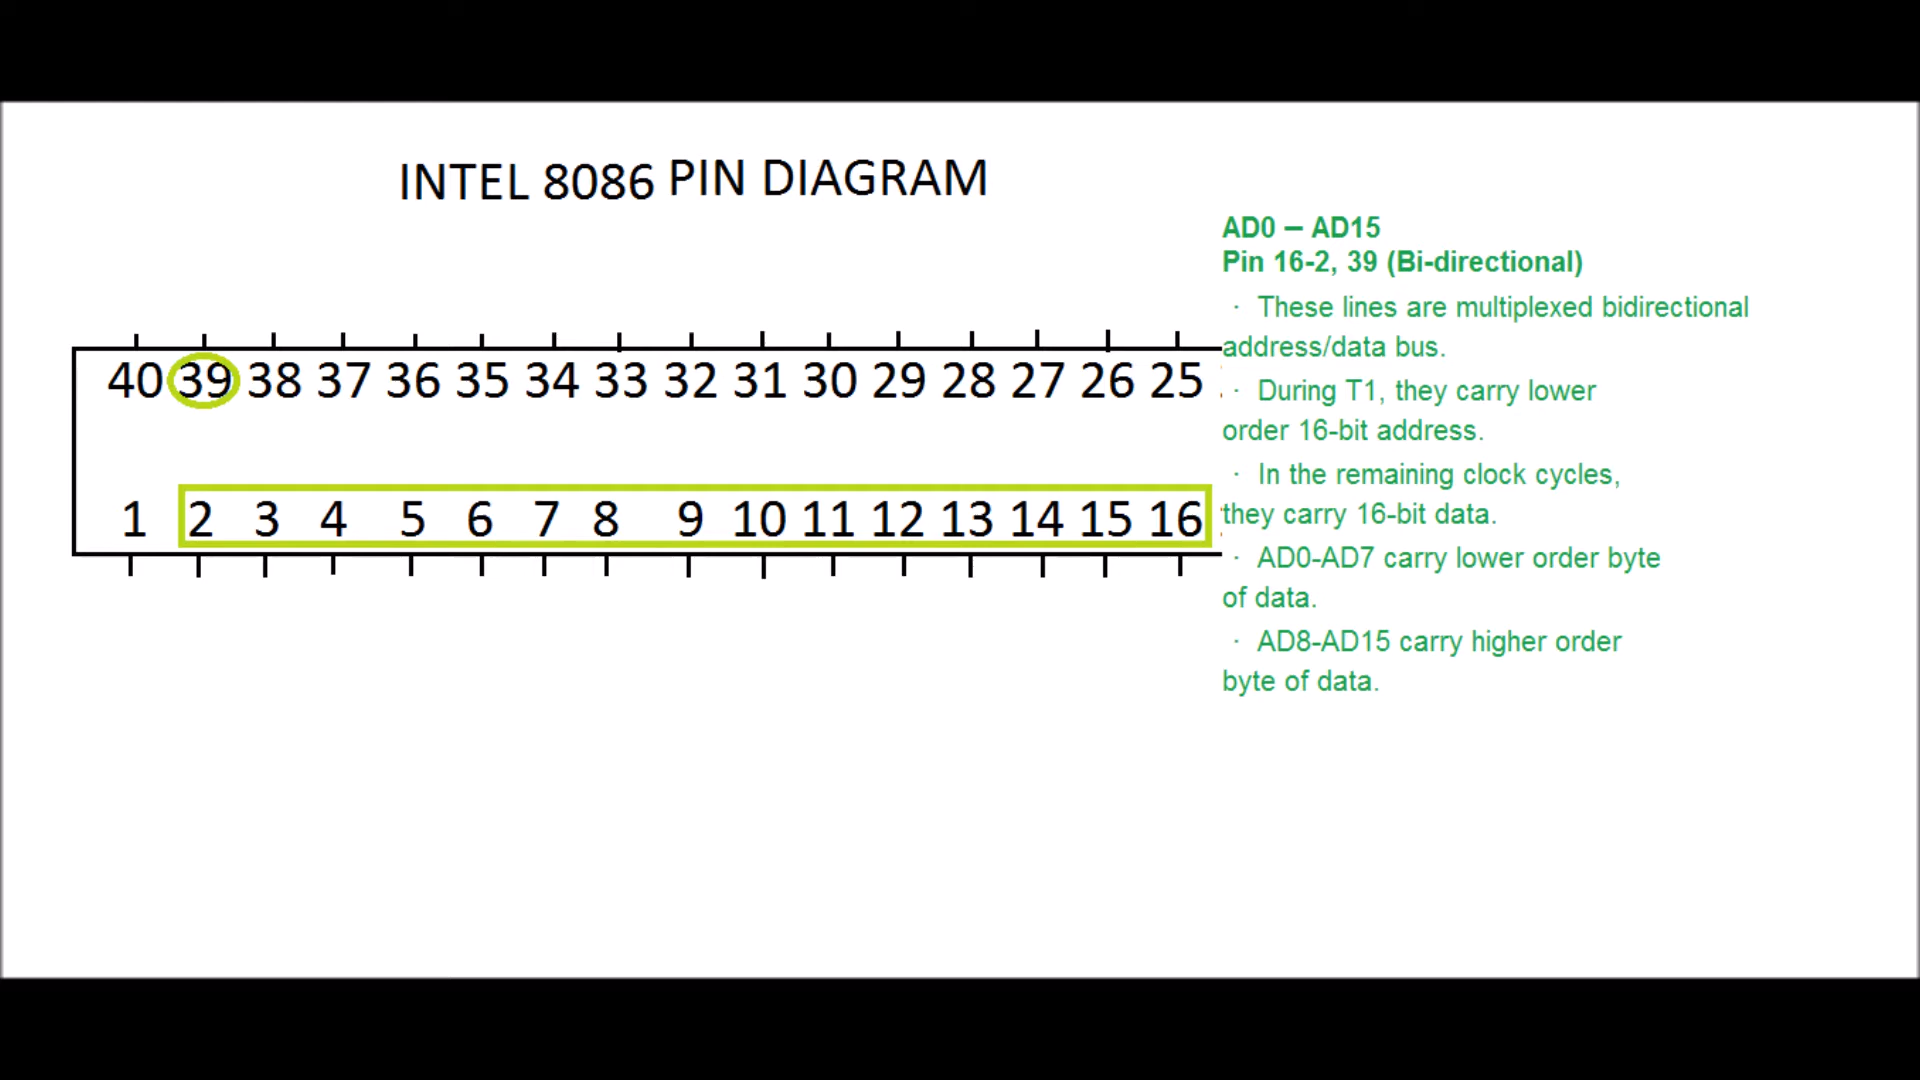 INTEL 8086 PIN DIAGRAM
40 39 38 37 36 35 34 33 32 31 30 29 28 27 26 25
1 2 3 4 5 6 7 8 9 10 11 12 13 14 15 16
AD0 – AD15
Pin 16-2, 39 (Bi-directional)
· These lines are multiplexed bidirectional
address/data bus.
· During T1, they carry lower
order 16-bit address.
· In the remaining clock cycles,
they carry 16-bit data.
· AD0-AD7 carry lower order byte
of data.
· AD8-AD15 carry higher order
byte of data.